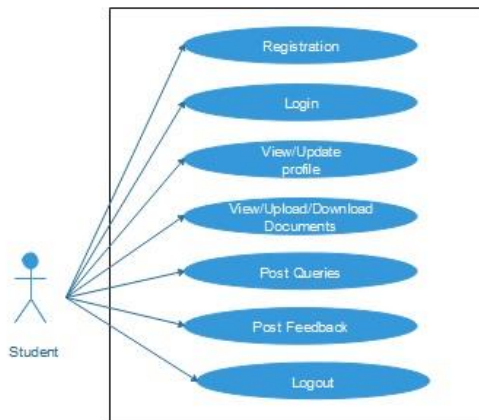 Registration
Login
View/Update
profile
View/Upload/Download
Documents
Post Queries
Post Feedback
Logout
Student